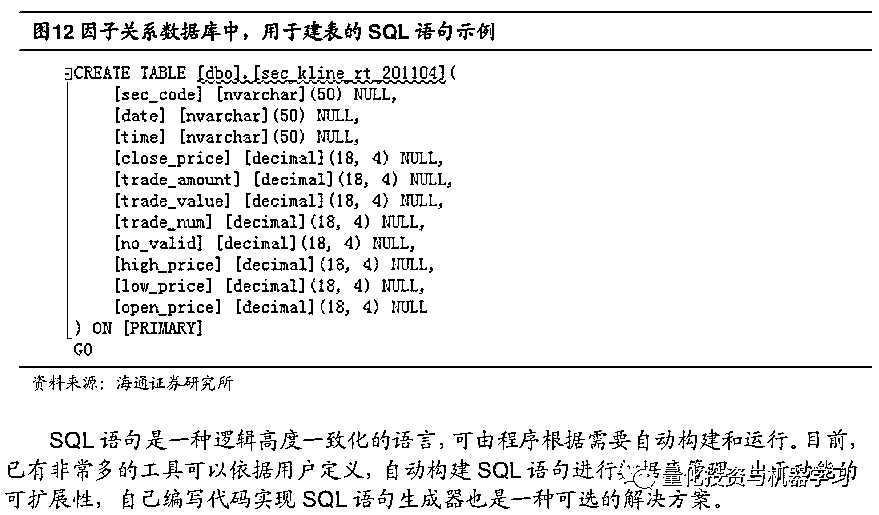 图12 因子关系数据库中，用于建表的 SQL 语句示例
CREATE TABLE [dbo].[sec_kline_rt_201104](
[sec_code] [nvarchar](50) NULL,
[date] [nvarchar](50) NULL,
[time] [nvarchar](50) NULL,
[close_price] [decimal](18, 4) NULL,
[trade_amount] [decimal](18, 4) NULL,
[trade_value] [decimal](18, 4) NULL,
[trade_num] [decimal](18, 4) NULL,
[no_valid] [decimal](18, 4) NULL,
[high_price] [decimal](18, 4) NULL,
[low_price] [decimal](18, 4) NULL,
[open_price] [decimal](18, 4) NULL
) ON [PRIMARY]
GO
资料来源：海通证券研究所
SQL 语句是一种逻辑高度一致化的语言，可由程序根据需要自动构建和运行。目前，
已有非常多的工具可以依据用户定义，自动构建 SQL 语句进行
可扩展性，自己编写代码实现 SQL 语句生成器也是一种可选的解决方案。
量化投资与机器学习